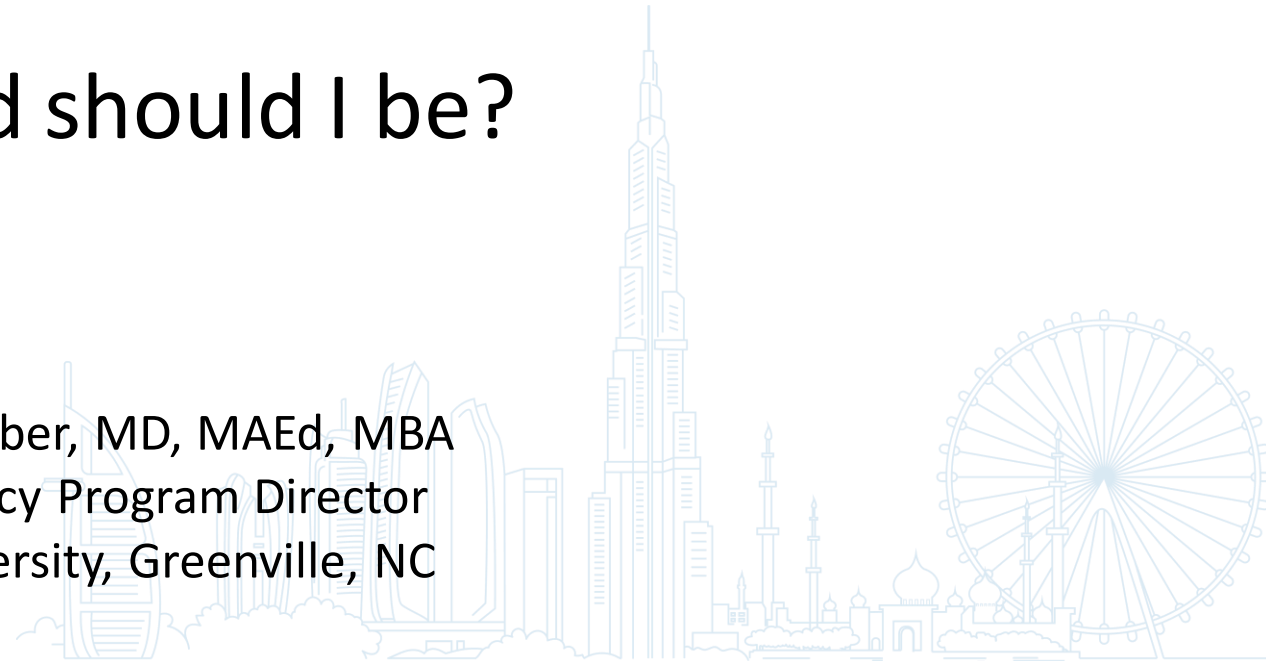 d should I be?
ber, MD, MAEd, MBA
cy Program Director
ersity, Greenville, NC